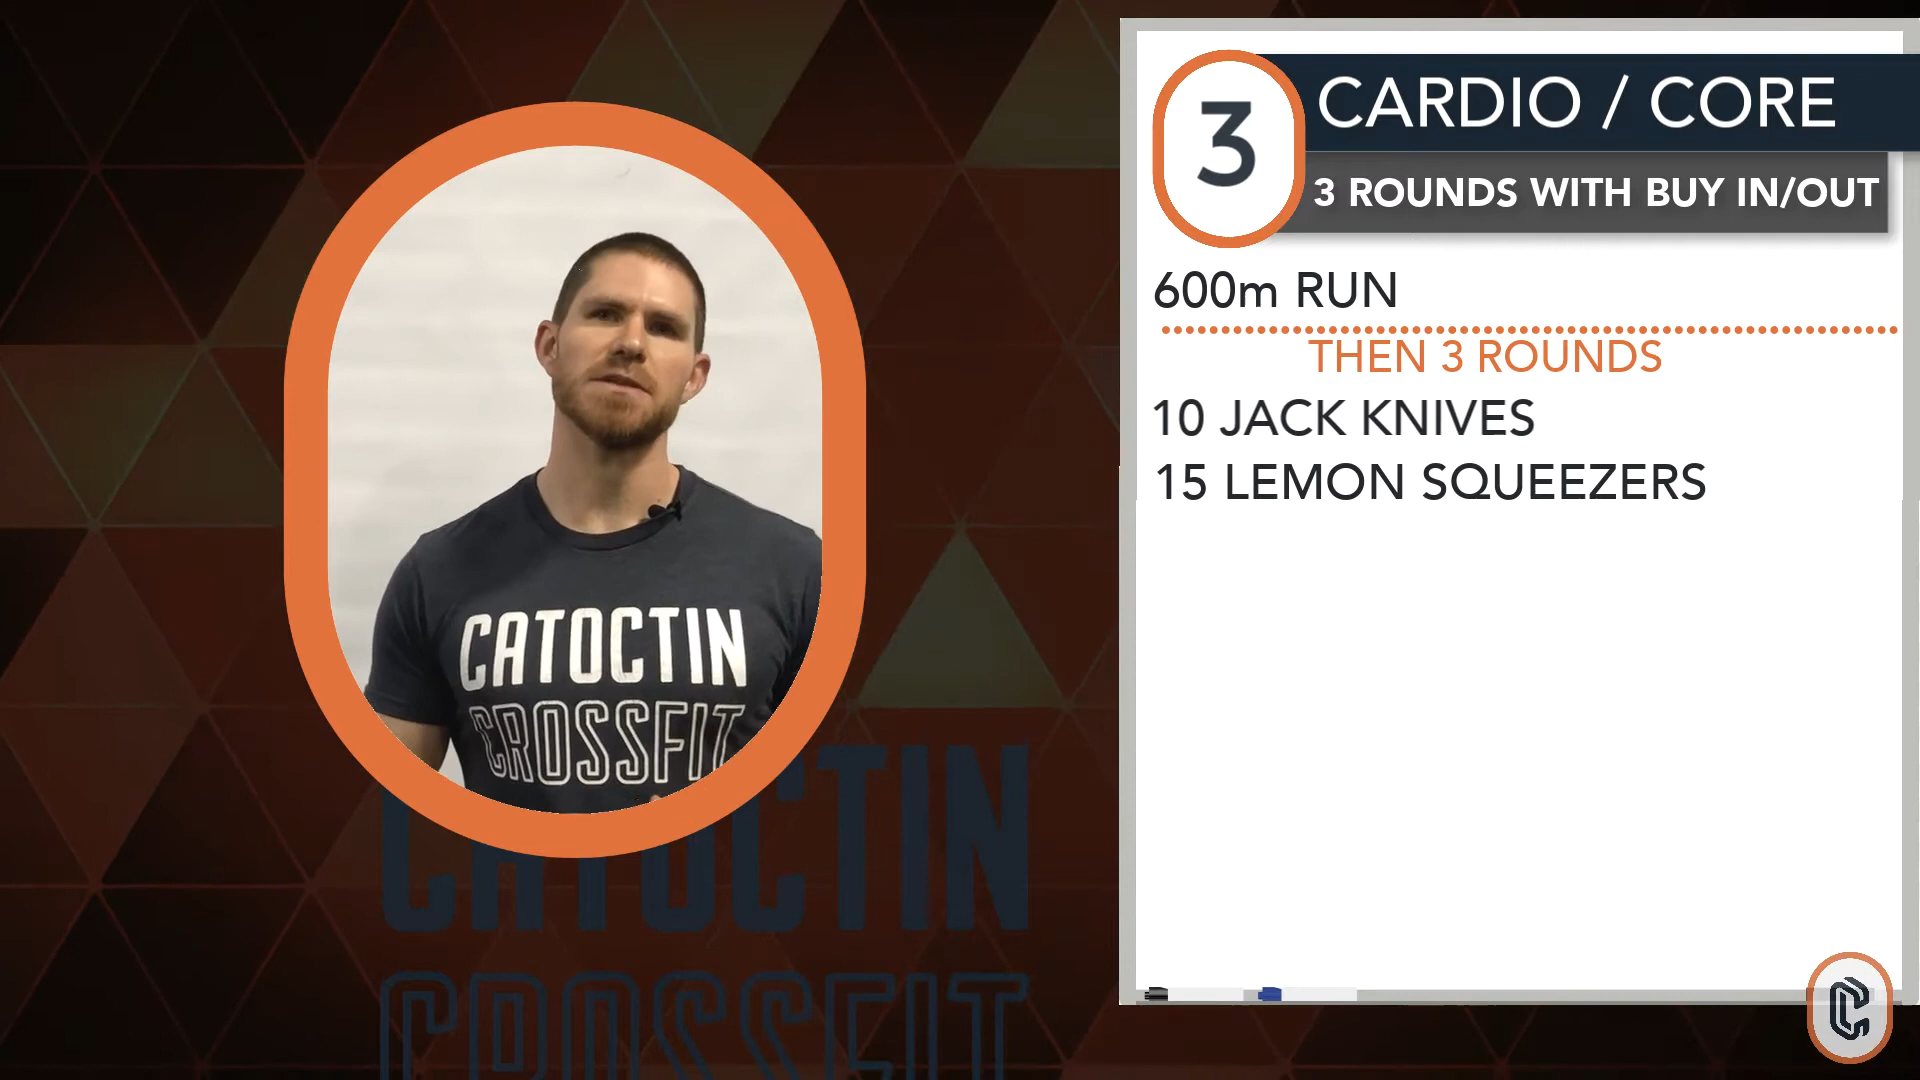 3
CARDIO / CORE
3 ROUNDS WITH BUY IN/OUT
600m RUN
THEN 3 ROUNDS
10 JACK KNIVES
15 LEMON SQUEEZERS
CATOCTIN
CROSSFIT
CATOCTIN
CROSSFIT
C